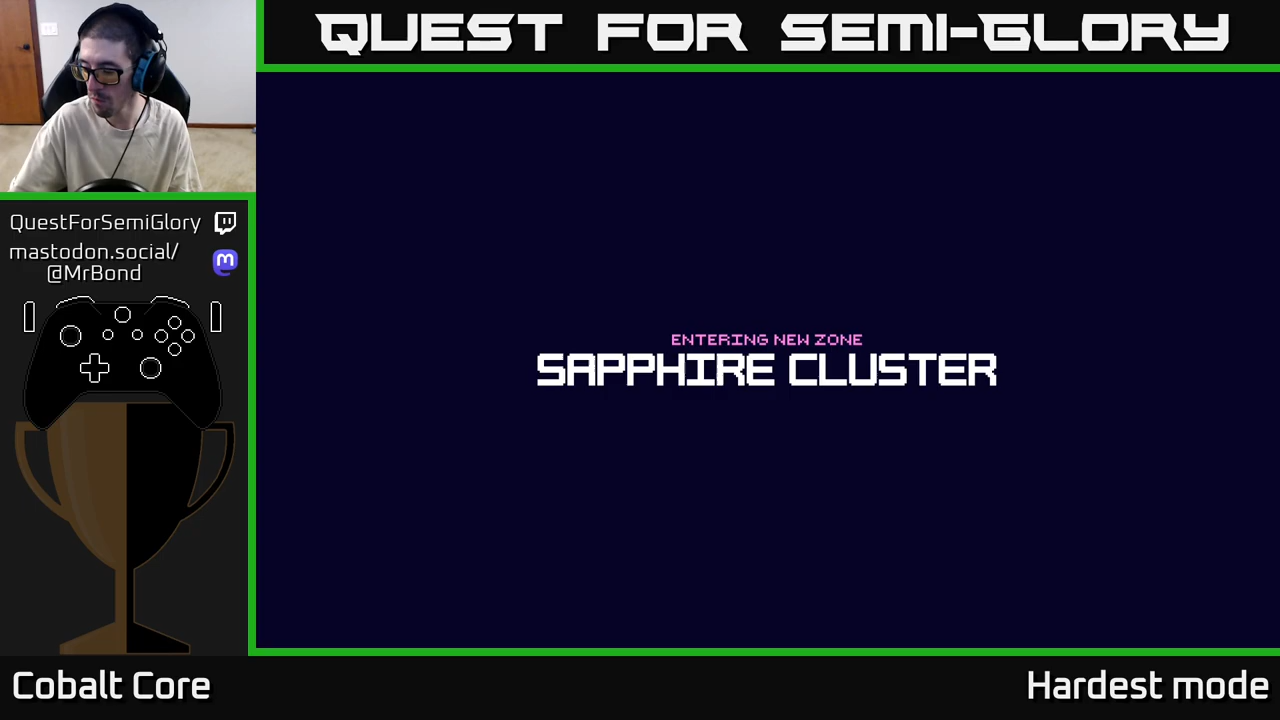 QUEST FOR SEMI-GLORY
QuestForSemiGlory
mastodon.social/
@MrBond
ENTERING NEW ZONE
SAPPHIRE CLUSTER
Cobalt Core
Hardest mode